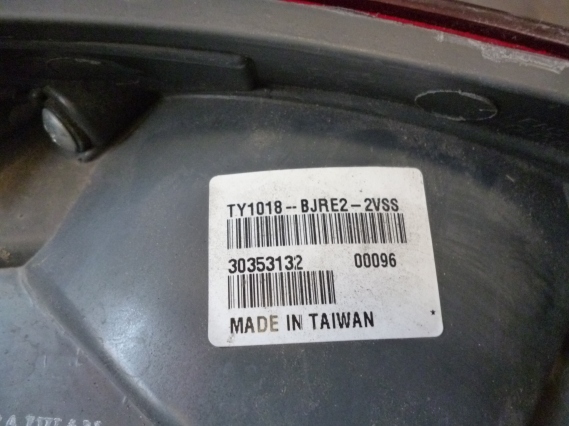 TY1018--BJRE2-2VSS
30353132 00096
MADE IN TAIWAN